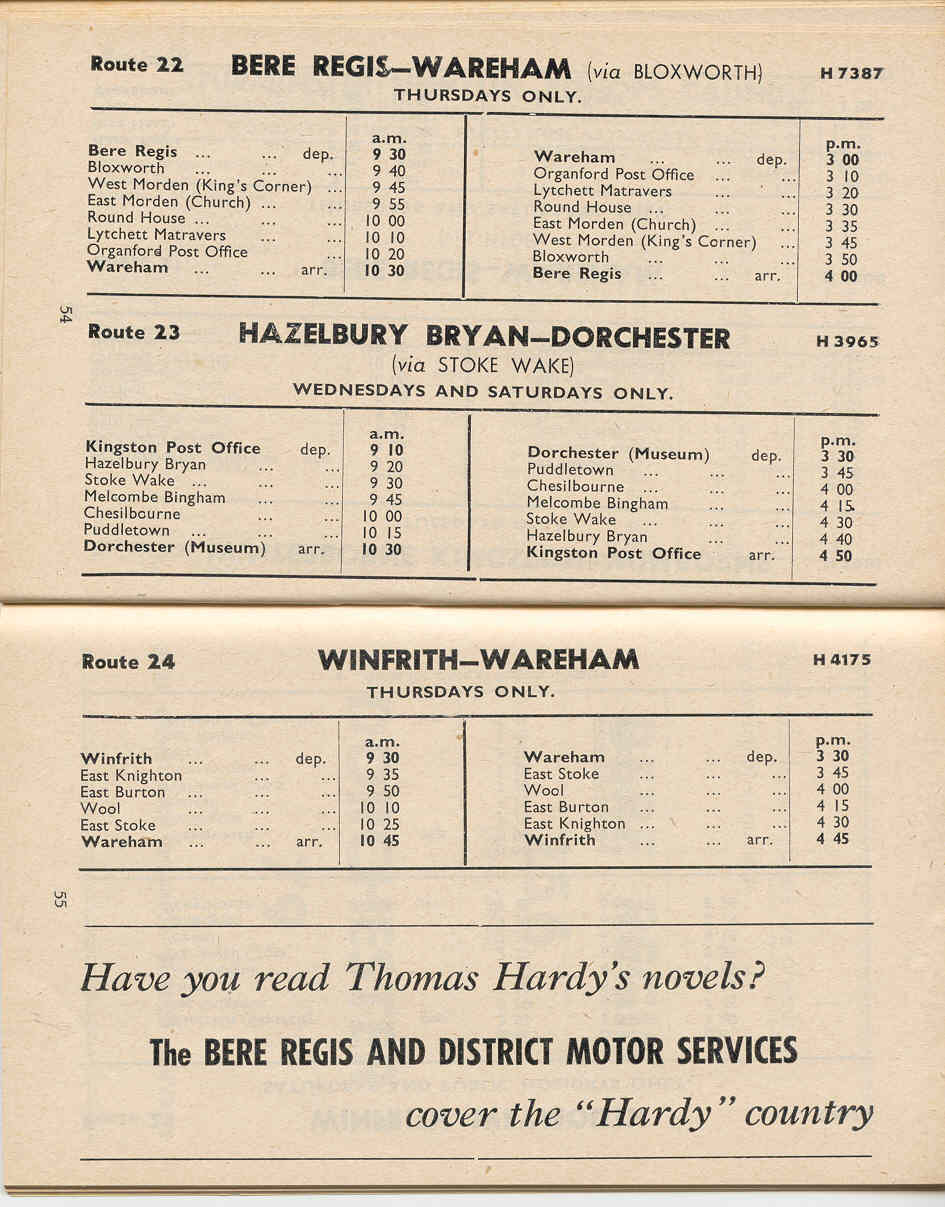 Route 22 BERE REGIS—WAREHAM (via BLOXWORTH) H 7387
THURSDAYS ONLY.
a.m.
Bere Regis ... ... dep. 9 30
Bloxworth ... ... ... 9 40
West Morden (King's Corner) ... 9 45
East Morden (Church) ... ... 9 55
Round House ... ... ... 10 00
Lytchett Matravers ... ... 10 10
Organford Post Office ... 10 20
Wareham ... ... arr. 10 30
p.m.
Wareham ... ... dep. 3 00
Organford Post Office ... ... 3 10
Lytchett Matravers ... ... 3 20
Round House ... ... ... 3 30
East Morden (Church) ... ... 3 35
West Morden (King's Corner) ... 3 45
Bloxworth ... ... ... 3 50
Bere Regis ... ... arr. 4 00
54
Route 23 HAZELBURY BRYAN—DORCHESTER H 3965
(via STOKE WAKE)
WEDNESDAYS AND SATURDAYS ONLY.
a.m.
Kingston Post Office dep. 9 10
Hazelbury Bryan ... ... 9 20
Stoke Wake ... ... ... 9 30
Melcombe Bingham ... ... 9 45
Chesilbourne ... ... 10 00
Puddletown ... ... ... 10 15
Dorchester (Museum) arr. 10 30
p.m.
Dorchester (Museum) dep. 3 30
Puddletown ... ... ... 3 45
Chesilbourne ... ... ... 4 00
Melcombe Bingham ... ... 4 15
Stoke Wake ... ... ... 4 30
Hazelbury Bryan ... ... 4 40
Kingston Post Office arr. 4 50
Route 24 WINFRITH—WAREHAM H 4175
THURSDAYS ONLY.
a.m.
Winfrith ... ... dep. 9 30
East Knighton ... ... 9 35
East Burton ... ... ... 9 50
Wool ... ... ... 10 10
East Stoke ... ... ... 10 25
Wareham ... ... arr. 10 45
p.m.
Wareham ... ... dep. 3 30
East Stoke ... ... ... 3 45
Wool ... ... ... 4 00
East Burton ... ... ... 4 15
East Knighton ... ... ... 4 30
Winfrith ... ... arr. 4 45
55
Have you read Thomas Hardy's novels?
The BERE REGIS AND DISTRICT MOTOR SERVICES
cover the "Hardy" country